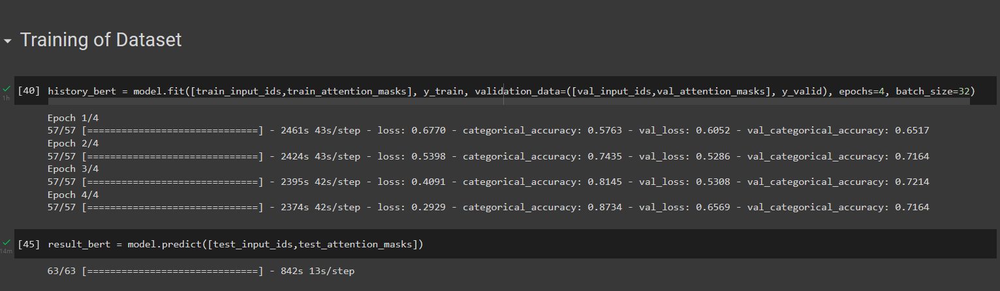 Training of Dataset
1h
[40] history_bert = model.fit([train_input_ids,train_attention_masks], y_train, validation_data=([val_input_ids,val_attention_masks], y_valid), epochs=4, batch_size=32)
Epoch 1/4
57/57 [==============================] - 2461s 43s/step - loss: 0.6770 - categorical_accuracy: 0.5763 - val_loss: 0.6052 - val_categorical_accuracy: 0.6517
Epoch 2/4
57/57 [==============================] - 2424s 43s/step - loss: 0.5398 - categorical_accuracy: 0.7435 - val_loss: 0.5286 - val_categorical_accuracy: 0.7164
Epoch 3/4
57/57 [==============================] - 2395s 42s/step - loss: 0.4091 - categorical_accuracy: 0.8145 - val_loss: 0.5308 - val_categorical_accuracy: 0.7214
Epoch 4/4
57/57 [==============================] - 2374s 42s/step - loss: 0.2929 - categorical_accuracy: 0.8734 - val_loss: 0.6569 - val_categorical_accuracy: 0.7164
14m
[45] result_bert = model.predict([test_input_ids,test_attention_masks])
63/63 [==============================] - 842s 13s/step